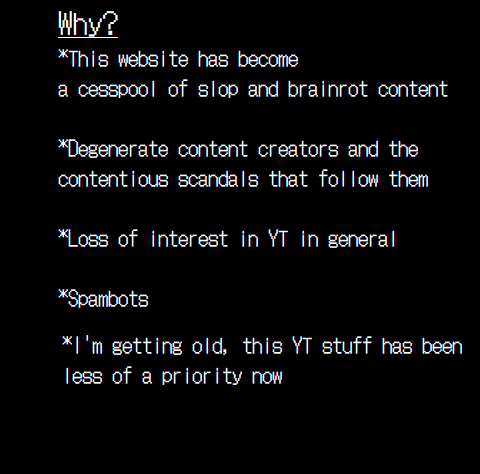 Why?
*This website has become
a cesspool of slop and brainrot content
*Degenerate content creators and the
contentious scandals that follow them
*Loss of interest in YT in general
*Spambots
*I'm getting old, this YT stuff has been
less of a priority now